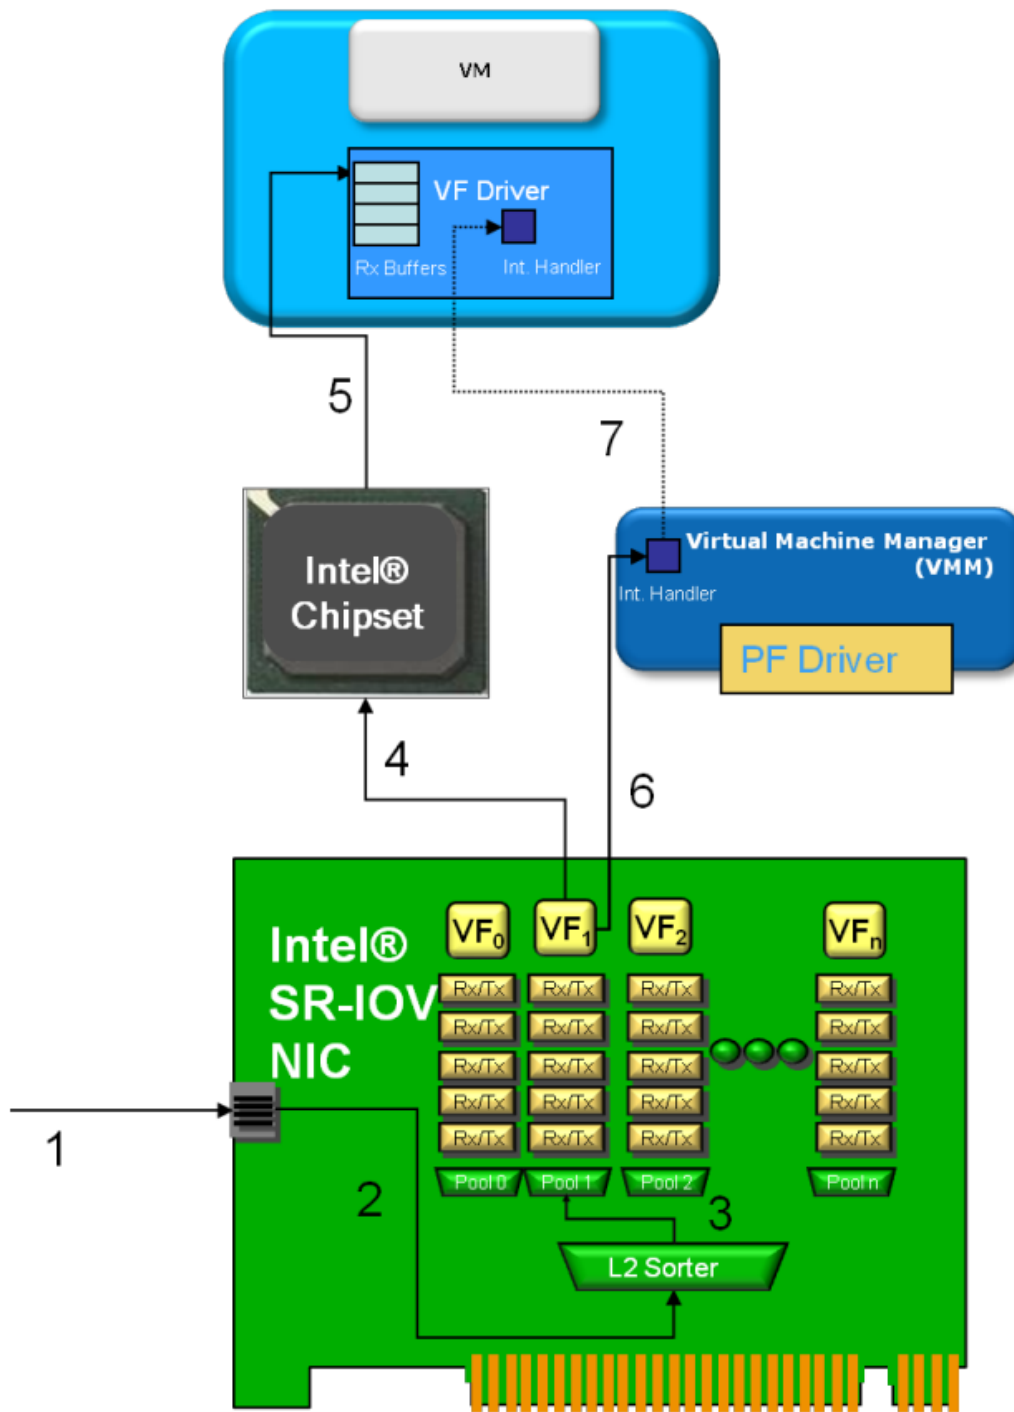 VM
VF Driver
Rx Buffers
Int. Handler
5
7
Intel®
Chipset
Virtual Machine Manager
(VMM)
Int. Handler
PF Driver
4
6
Intel®
SR-IOV
NIC
VF0 VF1 VF2 VFn
Rx/Tx Rx/Tx Rx/Tx Rx/Tx
Rx/Tx Rx/Tx Rx/Tx Rx/Tx
Rx/Tx Rx/Tx Rx/Tx Rx/Tx
Rx/Tx Rx/Tx Rx/Tx Rx/Tx
Rx/Tx Rx/Tx Rx/Tx Rx/Tx
1
Pool 0 Pool 1 Pool 2 Pool n
2
3
L2 Sorter